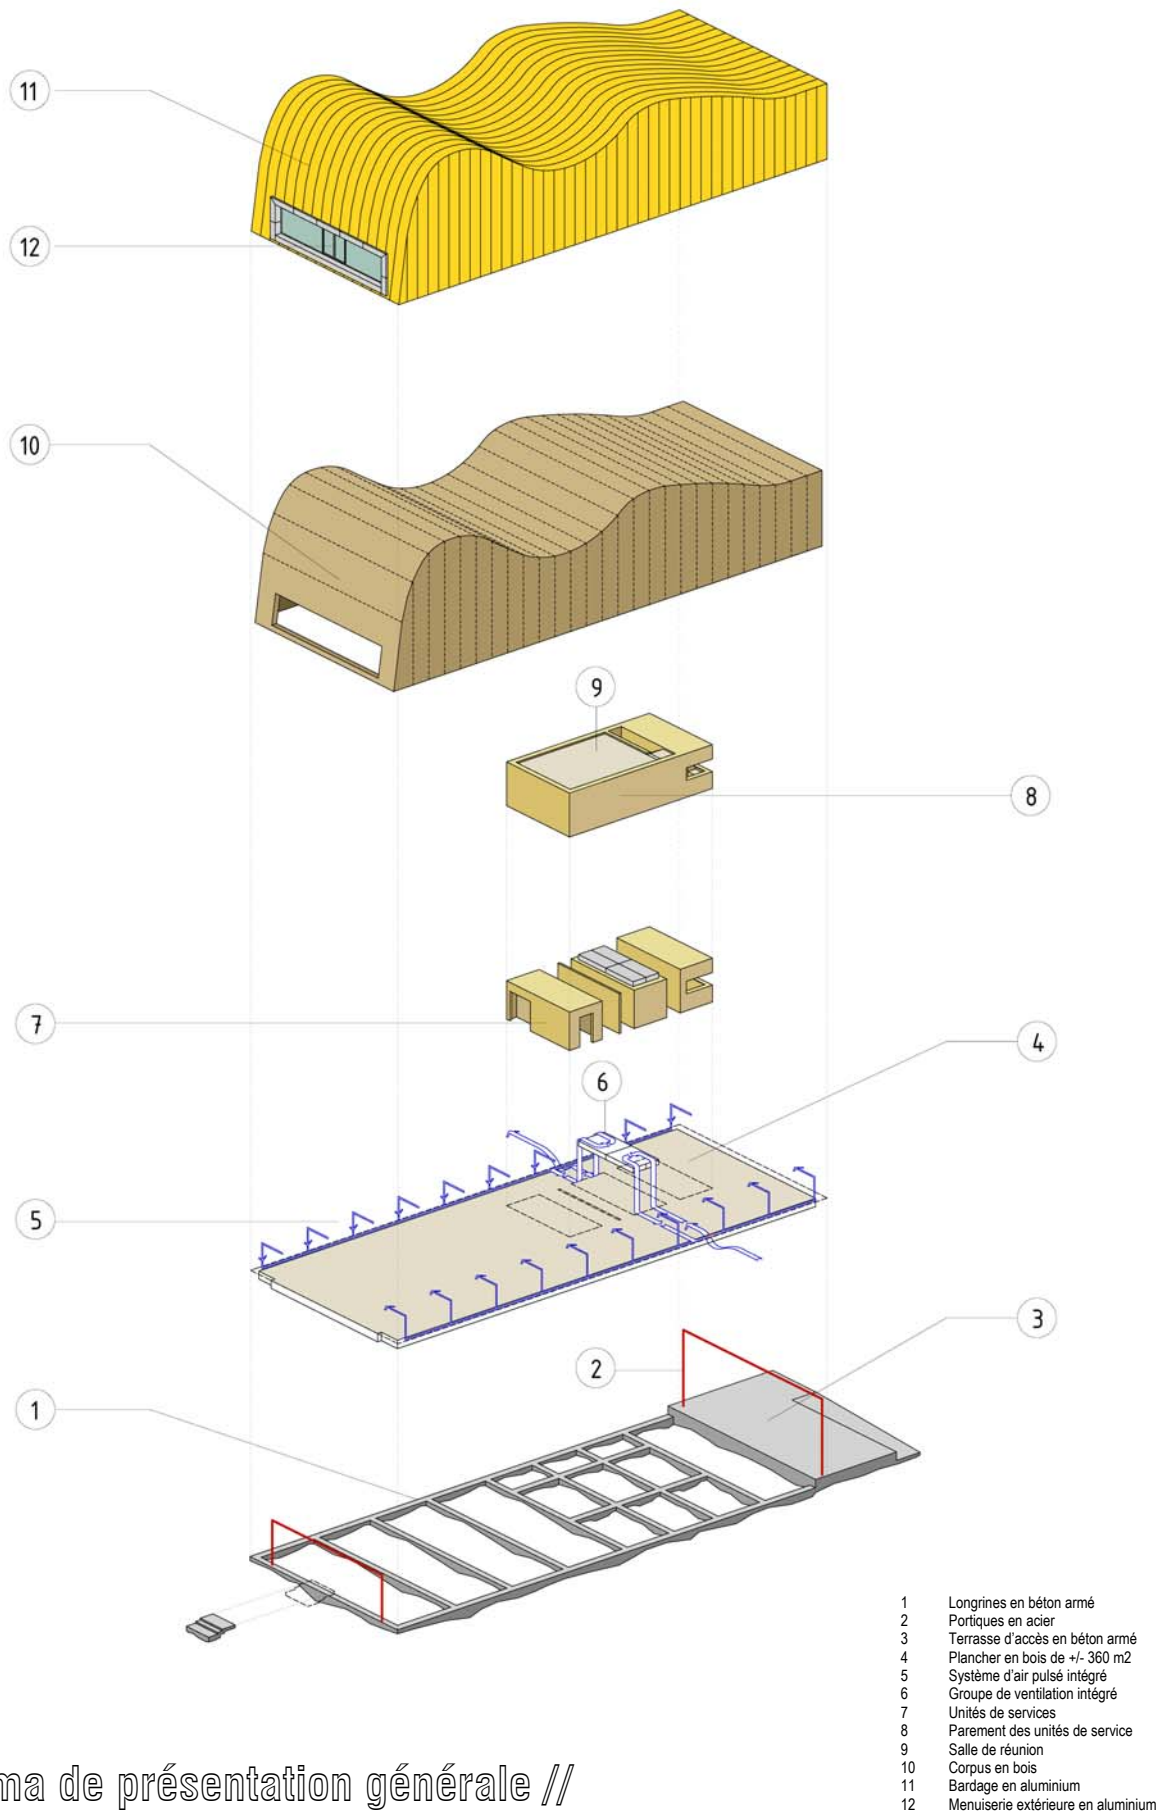 11
12
10
9
8
7
4
6
5
3
2
1
1 Longrines en béton armé
2 Portiques en acier
3 Terrasse d'accès en béton armé
4 Plancher en bois de +/- 360 m2
5 Système d'air pulsé intégré
6 Groupe de ventilation intégré
7 Unités de services
8 Parement des unités de service
9 Salle de réunion
10 Corpus en bois
11 Bardage en aluminium
12 Menuiserie extérieure en aluminium
ma de présentation générale //